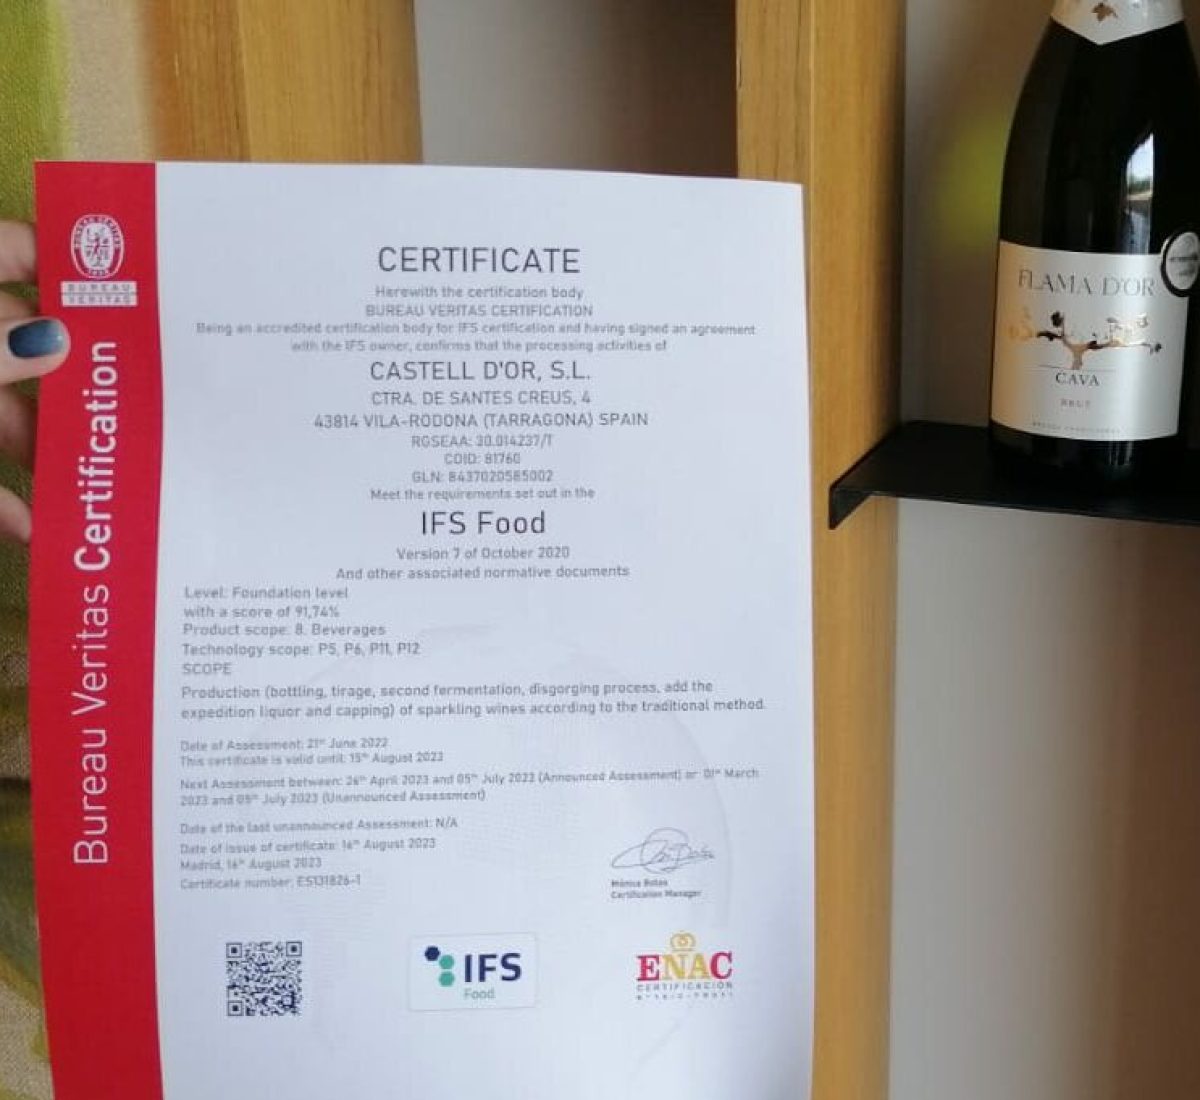 BUREAU
VERITAS
Bureau Veritas Certification
CERTIFICATE
Herewith the certification body
BUREAU VERITAS CERTIFICATION
Being an accredited certification body for IFS certification and having signed an agreement
with the IFS owner, confirms that the processing activities of
CASTELL D'OR, S.L.
CTRA. DE SANTES CREUS, 4
43814 VILA-RODONA (TARRAGONA) SPAIN
RGSEAA: 30.014237/T
COID: 81760
GLN: 8437020585002
Meet the requirements set out in the
IFS Food
Version 7 of October 2020
And other associated normative documents
Level: Foundation level
with a score of 91,74%
Product scope: 8. Beverages
Technology scope: P5, P6, P11, P12
SCOPE
Production (bottling, tirage, second fermentation, disgorging process, add the
expedition liquor and capping) of sparkling wines according to the traditional method.
Date of Assessment: 21st June 2022
This certificate is valid until: 15th August 2023
Next Assessment between: 26th April 2023 and 05th July 2023 (Announced Assessment) or 01st March
2023 and 05th July 2023 (Unannounced Assessment)
Date of the last unannounced Assessment: N/A
Date of issue of certificate: 16th August 2023
Madrid, 16th August 2023
Certificate number: ES131826-1
Mónica Botas
Certification Manager
IFS
Food
ENAC
CERTIFICACIÓN
FLAMA D'OR
CAVA
BRUT